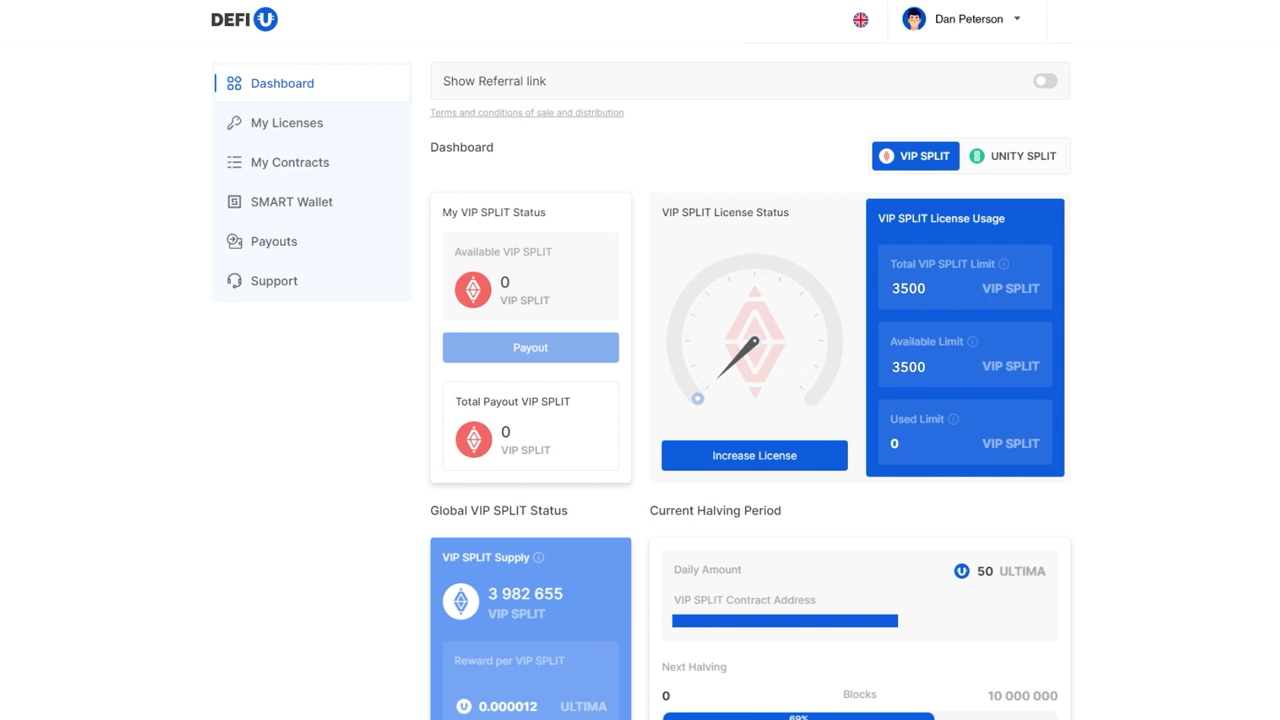 DEFI U
Dan Peterson
Dashboard
My Licenses
My Contracts
SMART Wallet
Payouts
Support
Show Referral link
Terms and conditions of sale and distribution
Dashboard
VIP SPLIT
UNITY SPLIT
My VIP SPLIT Status
Available VIP SPLIT
0
VIP SPLIT
Payout
Total Payout VIP SPLIT
0
VIP SPLIT
VIP SPLIT License Status
Increase License
VIP SPLIT License Usage
Total VIP SPLIT Limit
3500 VIP SPLIT
Available Limit
3500 VIP SPLIT
Used Limit
0 VIP SPLIT
Global VIP SPLIT Status
VIP SPLIT Supply
3 982 655
VIP SPLIT
Reward per VIP SPLIT
0.000012 ULTIMA
Current Halving Period
Daily Amount
50 ULTIMA
VIP SPLIT Contract Address
Next Halving
0 Blocks 10 000 000
69%